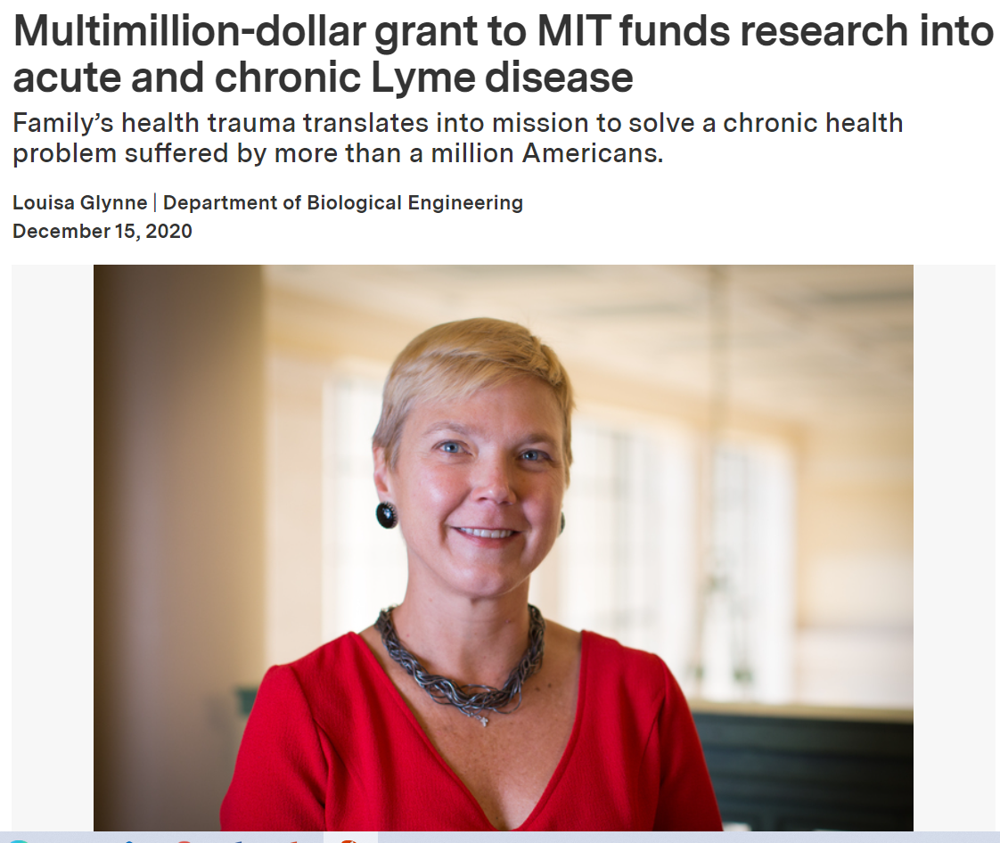 Multimillion-dollar grant to MIT funds research into
acute and chronic Lyme disease
Family’s health trauma translates into mission to solve a chronic health
problem suffered by more than a million Americans.
Louisa Glynne | Department of Biological Engineering
December 15, 2020